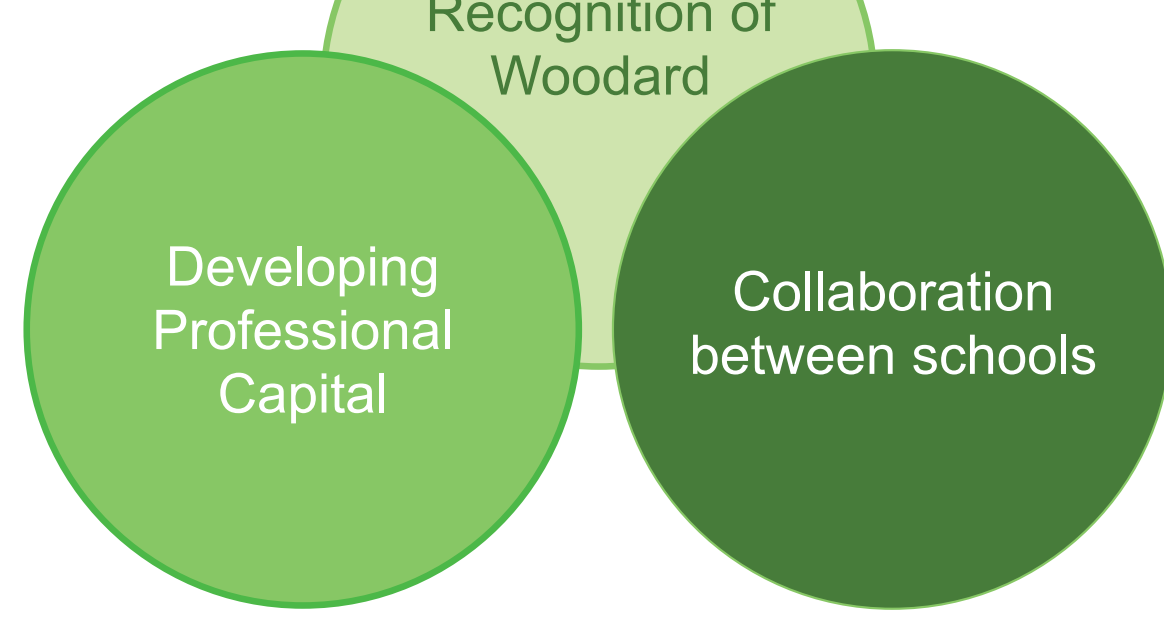 Recognition of
Woodard
Developing
Professional
Capital
Collaboration
between schools